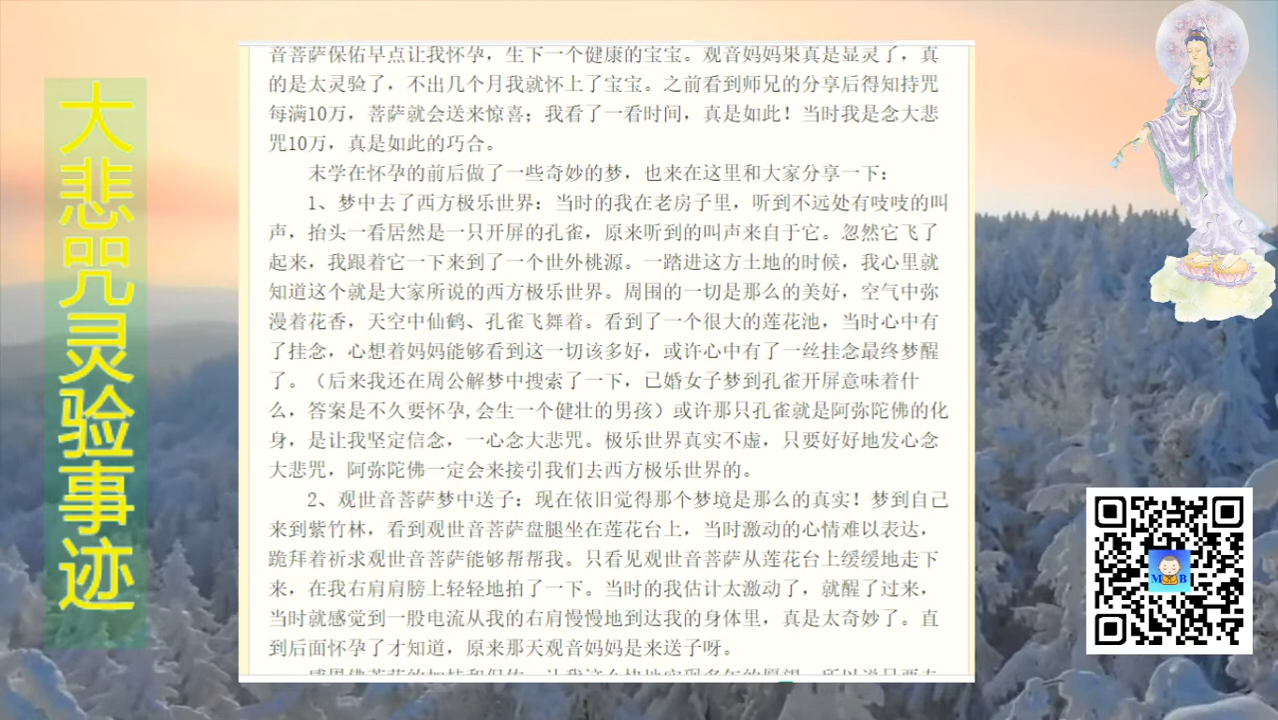 大悲咒灵验事迹
音菩萨保佑早点让我怀孕，生下一个健康的宝宝。观音妈妈果真是显灵了，真
的是太灵验了，不出几个月我就怀上了宝宝。之前看到师兄的分享后得知持咒
每满10万，菩萨就会送来惊喜；我看了一看时间，真是如此！当时我是念大悲
咒10万，真是如此的巧合。
末学在怀孕的前后做了一些奇妙的梦，也来在这里和大家分享一下：
1、梦中去了西方极乐世界：当时的我在老房子里，听到不远处有吱吱的叫
声，抬头一看居然是一只开屏的孔雀，原来听到的叫声来自于它。忽然它飞了
起来，我跟着它一下来到了一个世外桃源。一踏进这方土地的时候，我心里就
知道这个就是大家所说的西方极乐世界。周围的一切是那么的美好，空气中弥
漫着花香，天空中仙鹤、孔雀飞舞着。看到了一个很大的莲花池，当时心中有
了挂念，心想着妈妈能够看到这一切该多好，或许心中有了一丝挂念最终梦醒
了。（后来我还在周公解梦中搜索了一下，已婚女子梦到孔雀开屏意味着什
么，答案是不久要怀孕,会生一个健壮的男孩）或许那只孔雀就是阿弥陀佛的化
身，是让我坚定信念，一心念大悲咒。极乐世界真实不虚，只要好好地发心念
大悲咒，阿弥陀佛一定会来接引我们去西方极乐世界的。
2、观世音菩萨梦中送子：现在依旧觉得那个梦境是那么的真实！梦到自己
来到紫竹林，看到观世音菩萨盘腿坐在莲花台上，当时激动的心情难以表达，
跪拜着祈求观世音菩萨能够帮帮我。只看见观世音菩萨从莲花台上缓缓地走下
来，在我右肩肩膀上轻轻地拍了一下。当时的我估计太激动了，就醒了过来，
当时就感觉到一股电流从我的右肩慢慢地到达我的身体里，真是太奇妙了。直
到后面怀孕了才知道，原来那天观音妈妈是来送子呀。
M B